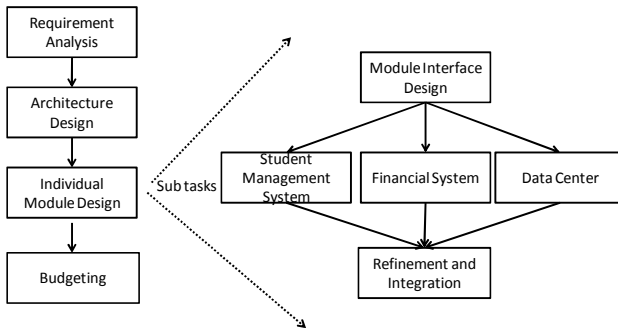 Requirement
Analysis
Architecture
Design
Individual
Module Design
Budgeting
Sub tasks
Module Interface
Design
Student
Management
System
Financial System
Data Center
Refinement and
Integration